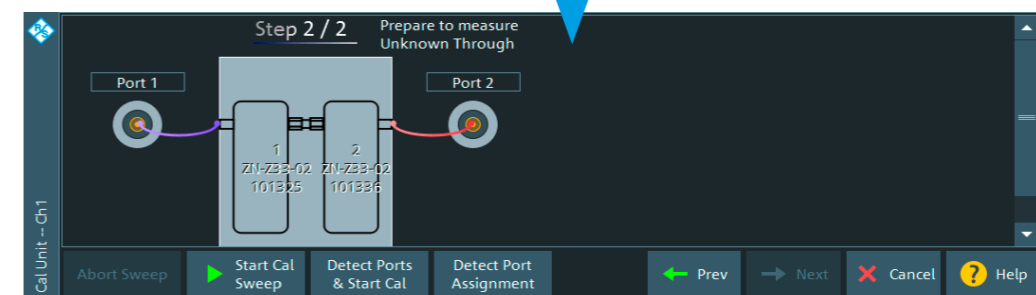 Step 2 / 2
Prepare to measure
Unknown Through
Port 1
Port 2
1
ZN-Z33-02
101325
2
ZN-Z33-02
101336
Cal Unit -- Ch1
Abort Sweep
Start Cal
Sweep
Detect Ports
& Start Cal
Detect Port
Assignment
Prev
Next
Cancel
? Help